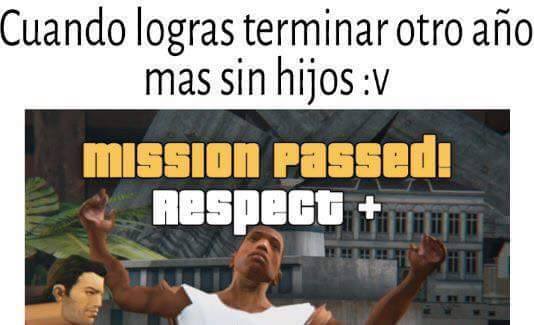 Cuando logras terminar otro año
mas sin hijos :v
mission passed!
Respect +